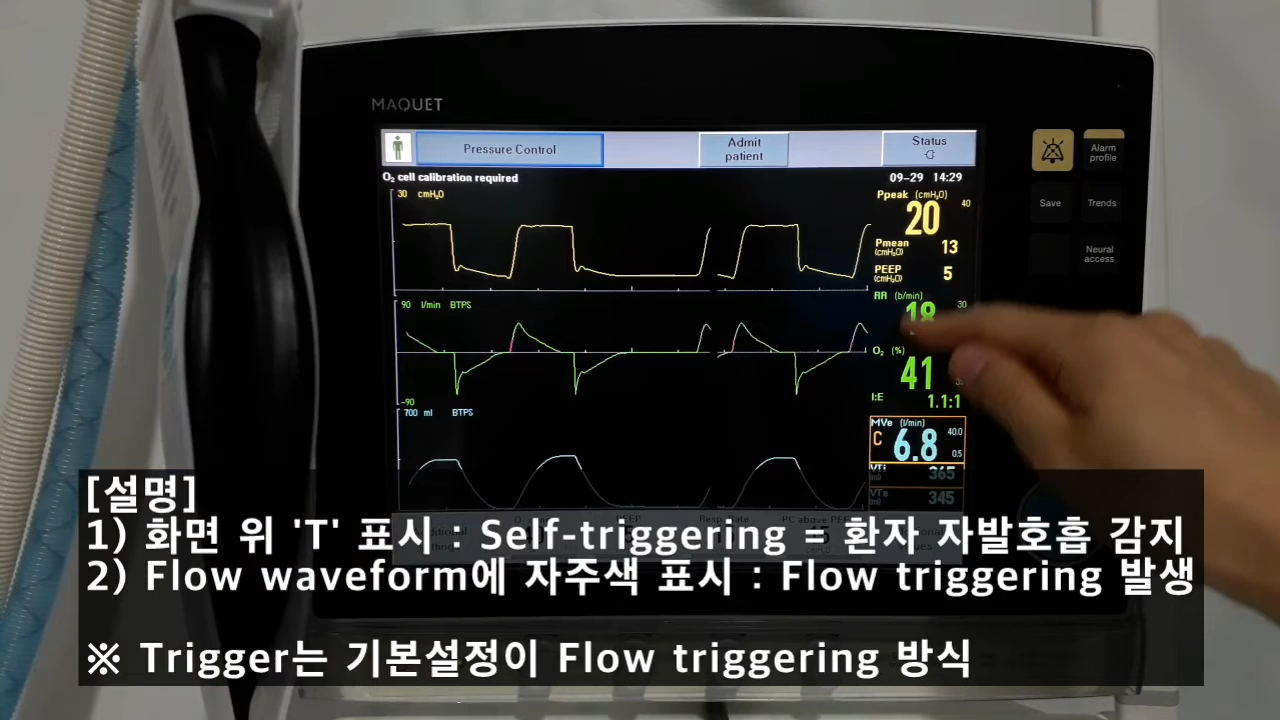 MAQUET
Pressure Control
Admit
patient
Status
O₂ cell calibration required
09-29 14:29
Alarm
profile
Save
Trends
Neural
access
30 cmH₂O
Ppeak (cmH₂O)
40
20
Pmean
(cmH₂O)
13
PEEP
(cmH₂O)
5
90 l/min BTPS
-90
RR (b/min)
30
18
O₂ (%)
41
I:E
1.1:1
700 ml BTPS
MVe (l/min)
C
6.8
40.0
0.5
VTi
365
VTe
345
[설명]
1) 화면 위 'T' 표시 : Self-triggering = 환자 자발호흡 감지
2) Flow waveform에 자주색 표시 : Flow triggering 발생
※ Trigger는 기본설정이 Flow triggering 방식